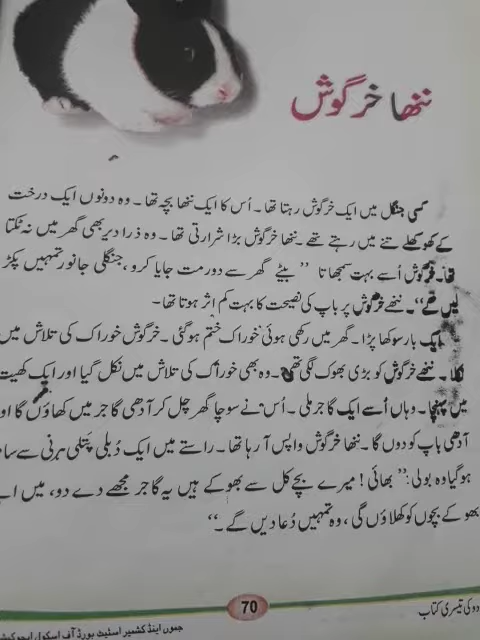 ننھا خرگوش
کسی جنگل میں ایک خرگوش رہتا تھا۔ اُس کا ایک ننھا بچہ تھا۔ وہ دونوں ایک درخت
کے کھوکھلے تنے میں رہتے تھے۔ ننھا خرگوش بڑا شرارتی تھا۔ وہ ذرا دیر بھی گھر میں نہ ٹکتا
تھا۔ خرگوش اُسے بہت سمجھاتا ”بیٹے گھر سے دور مت جایا کرو، جنگلی جانور تمہیں پکڑ
لیں گے“۔ ننھے خرگوش پر باپ کی نصیحت کا بہت کم اثر ہوتا تھا۔
ایک بار سوکھا پڑا۔ گھر میں رکھی ہوئی خوراک ختم ہوگئی۔ خرگوش خوراک کی تلاش میں
نکلا۔ ننھے خرگوش کو بڑی بھوک لگی تھی۔ وہ بھی خوراک کی تلاش میں نکل گیا اور ایک کھیت
میں پہنچا۔ وہاں اُسے ایک گاجر ملی۔ اُس نے سوچا گھر چل کر آدھی گاجر میں کھاؤں گا او
آدھی باپ کو دوں گا۔ ننھا خرگوش واپس آ رہا تھا۔ راستے میں ایک دُبلی پتلی ہرنی سے سام
ہوگیا وہ بولی: ”بھائی! میرے بچے کل سے بھوکے ہیں یہ گاجر مجھے دے دو، میں اپ
بھوکے بچوں کو کھلاؤں گی، وہ تمہیں دُعا دیں گے۔“
دو کی تیسری کتاب
70
جموں اینڈ کشمیر اسٹیٹ بورڈ آف اسکول ایجوکیش